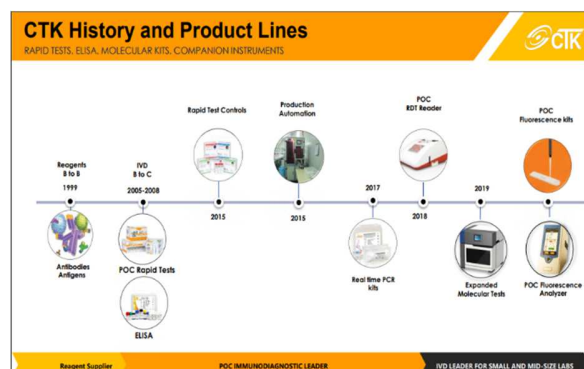 CTK History and Product Lines
RAPID TESTS, ELISA, MOLECULAR KITS, COMPANION INSTRUMENTS
CTK
Reagents
B to B
1999
Antibodies
Antigens
IVD
B to C
2005-2008
POC Rapid Tests
ELISA
Rapid Test Controls
2015
Production
Automation
2015
2017
Real time PCR
kits
POC
RDT Reader
2018
2019
Expanded
Molecular Tests
POC
Fluorescence kits
POC Fluorescence
Analyzer
Reagent Supplier
POC IMMUNODIAGNOSTIC LEADER
IVD LEADER FOR SMALL AND MID-SIZE LABS